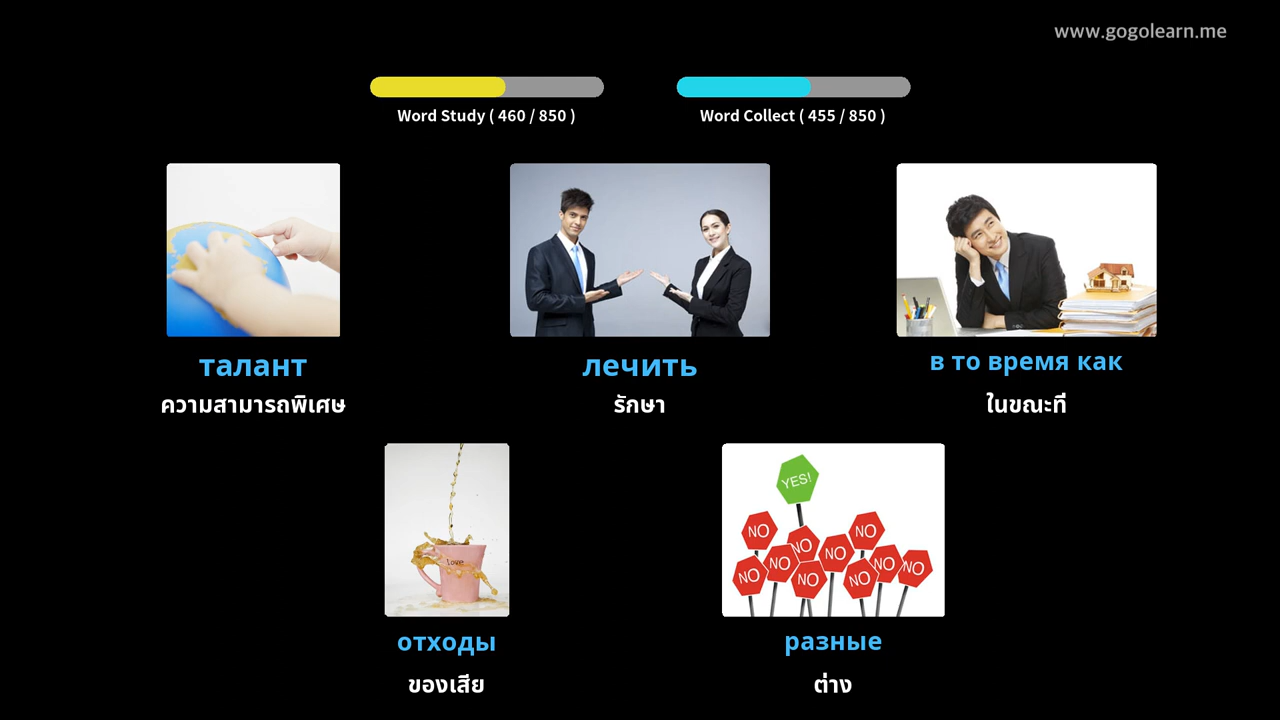 www.gogolearn.me
Word Study ( 460 / 850 )
Word Collect ( 455 / 850 )
талант
ความสามารถพิเศษ
лечить
รักษา
в то время как
ในขณะที่
love
отходы
ของเสีย
YES!
NO
NO
NO
NO
NO
NO
NO
NO
NO
NO
разные
ต่าง